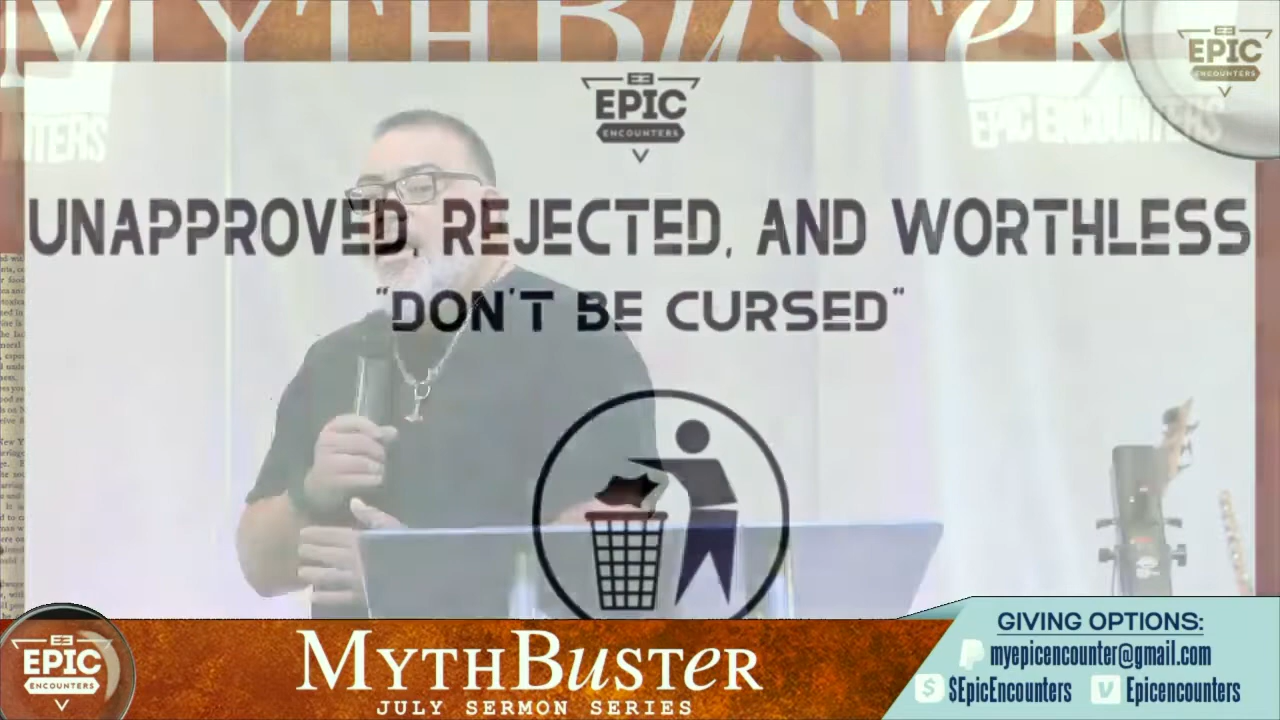 MYTHBUSTER
EPIC
ENCOUNTERS
EPIC
ENCOUNTERS
EPIC ENCOUNTERS
UNAPPROVED, REJECTED, AND WORTHLESS
"DON'T BE CURSED"
GIVING OPTIONS:
myepicencounter@gmail.com
$EpicEncounters
Epicencounters
EPIC
ENCOUNTERS
MYTHBUSTER
JULY SERMON SERIES